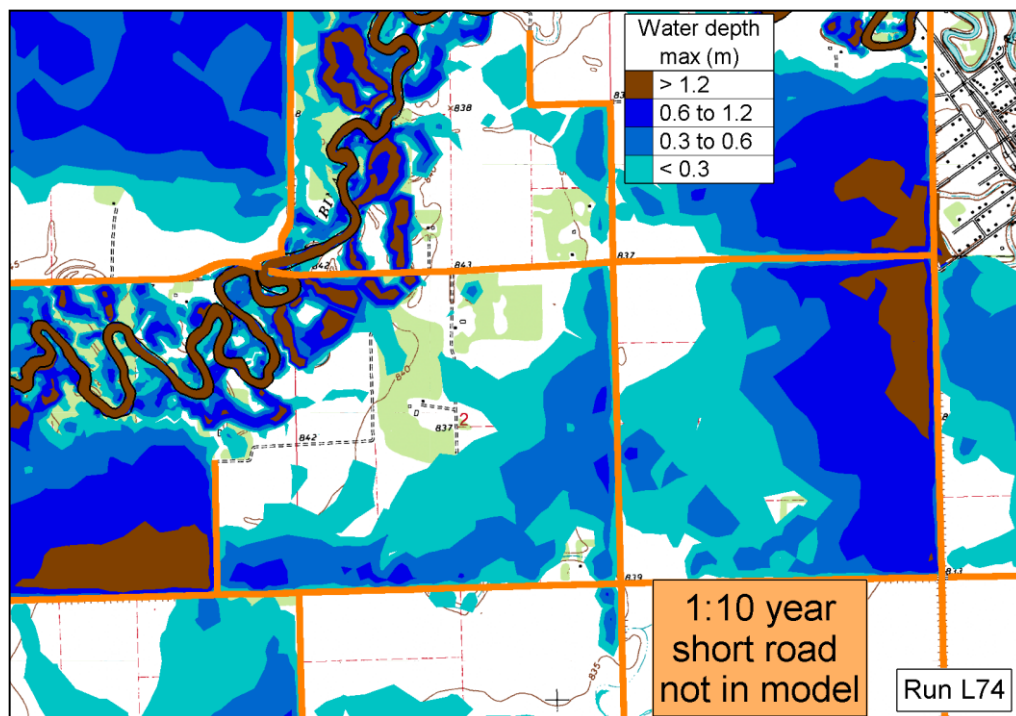 Water depth
max (m)
> 1.2
0.6 to 1.2
0.3 to 0.6
< 0.3
838
842
843
837
840
2
837
842
839
833
835
1:10 year
short road
not in model
Run L74